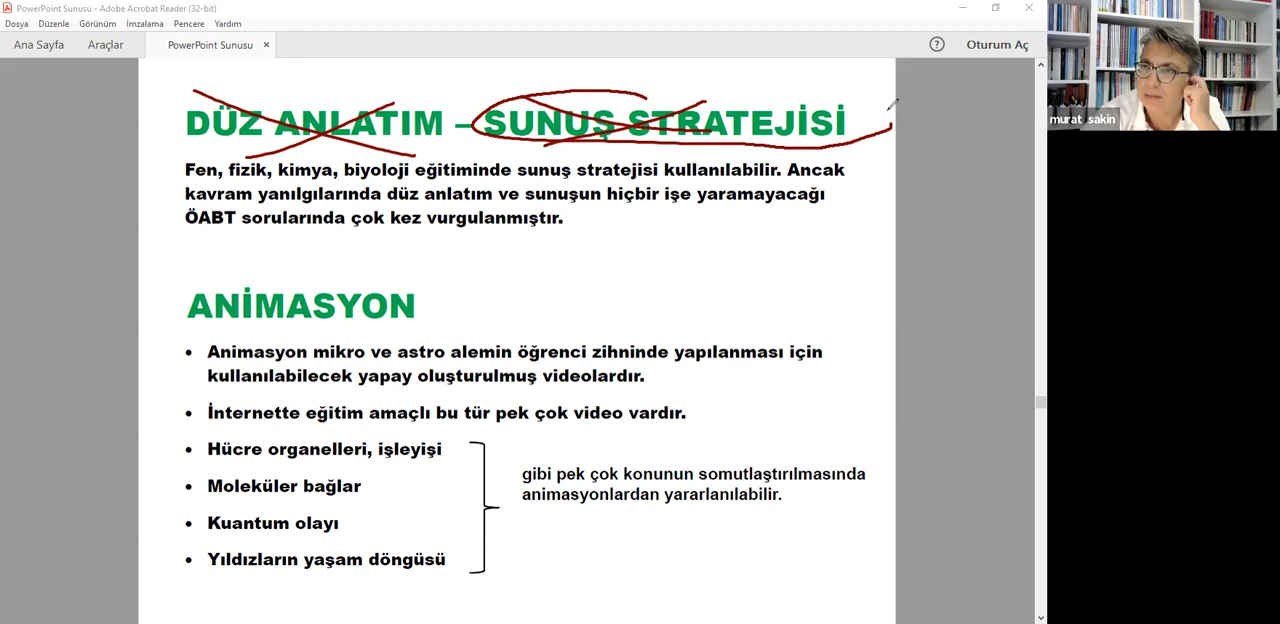 PowerPoint Sunusu - Adobe Acrobat Reader (32-bit)
Dosya Düzenle Görünüm İmzalama Pencere Yardım
Ana Sayfa Araçlar PowerPoint Sunusu × ? Oturum Aç
DÜZ ANLATIM – SUNUŞ STRATEJİSİ
Fen, fizik, kimya, biyoloji eğitiminde sunuş stratejisi kullanılabilir. Ancak
kavram yanılgılarında düz anlatım ve sunuşun hiçbir işe yaramayacağı
ÖABT sorularında çok kez vurgulanmıştır.
ANİMASYON
• Animasyon mikro ve astro alemin öğrenci zihninde yapılanması için
kullanılabilecek yapay oluşturulmuş videolardır.
• İnternette eğitim amaçlı bu tür pek çok video vardır.
• Hücre organelleri, işleyişi
• Moleküler bağlar
• Kuantum olayı
• Yıldızların yaşam döngüsü
gibi pek çok konunun somutlaştırılmasında
animasyonlardan yararlanılabilir.
murat sakin